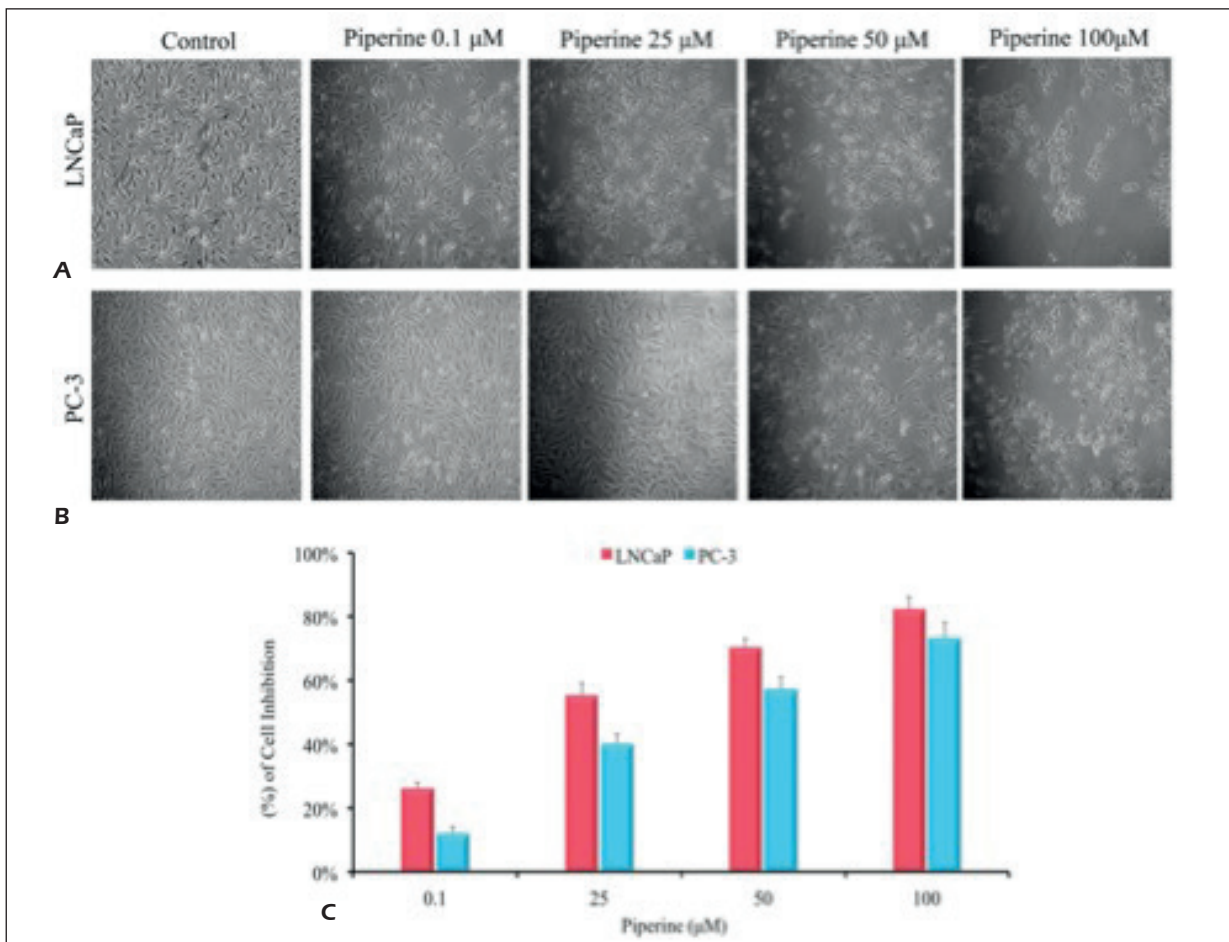 Control Piperine 0.1 μM Piperine 25 μM Piperine 50 μM Piperine 100μM
LNCaP
A
PC-3
B
LNCaP PC-3
100%
80%
60%
40%
20%
0%
(%) of Cell Inhibition
0.1 25 50 100
Piperine (μM)
C